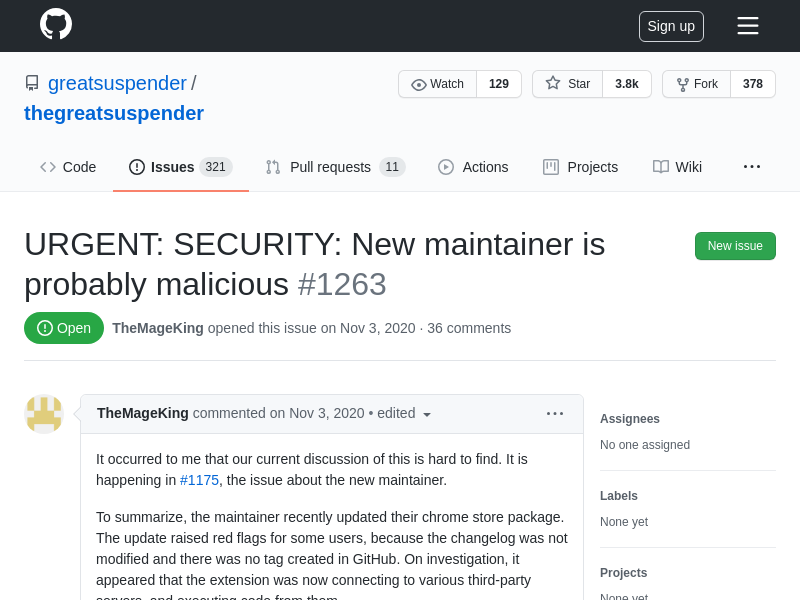 Sign up
greatsuspender /
thegreatsuspender
Watch 129
Star 3.8k
Fork 378
Code
Issues 321
Pull requests 11
Actions
Projects
Wiki
URGENT: SECURITY: New maintainer is
probably malicious #1263
New issue
Open
TheMageKing opened this issue on Nov 3, 2020 · 36 comments
TheMageKing commented on Nov 3, 2020 • edited
It occurred to me that our current discussion of this is hard to find. It is
happening in #1175, the issue about the new maintainer.
To summarize, the maintainer recently updated their chrome store package.
The update raised red flags for some users, because the changelog was not
modified and there was no tag created in GitHub. On investigation, it
appeared that the extension was now connecting to various third-party
servers, and executing code from them.
Assignees
No one assigned
Labels
None yet
Projects
None yet